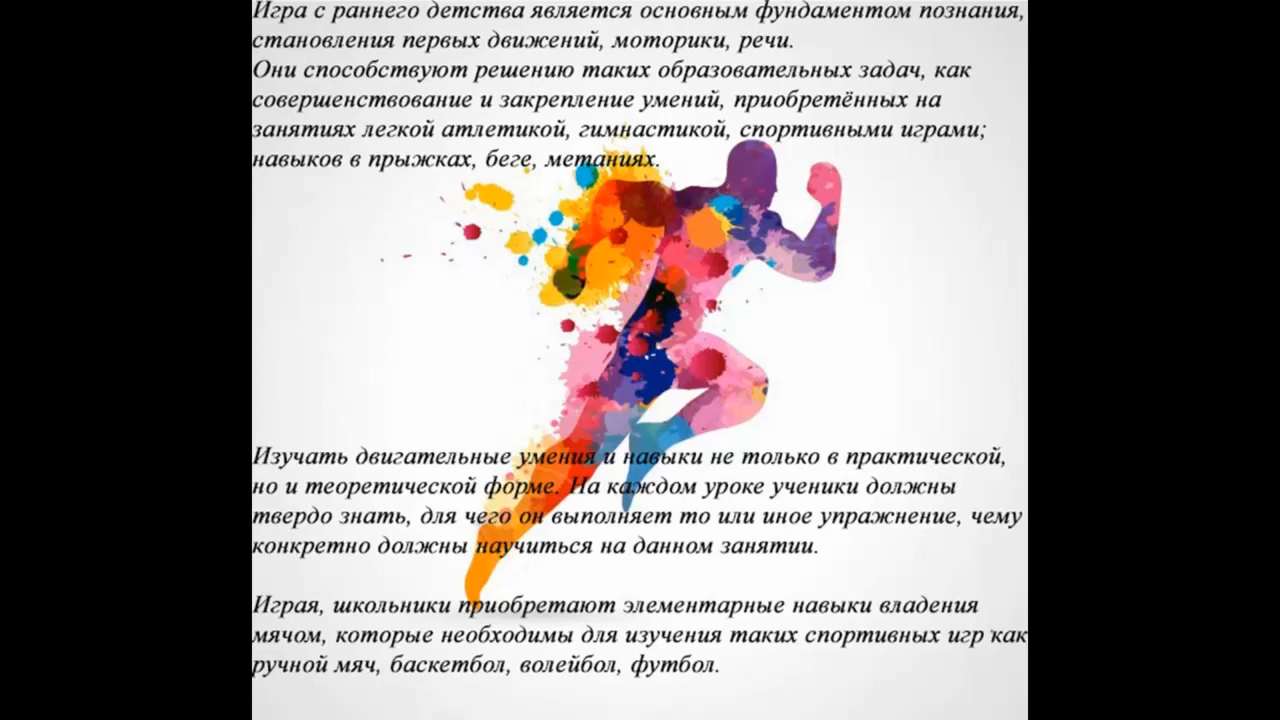 Игра с раннего детства является основным фундаментом познания,
становления первых движений, моторики, речи.
Они способствуют решению таких образовательных задач, как
совершенствование и закрепление умений, приобретённых на
занятиях легкой атлетикой, гимнастикой, спортивными играми;
навыков в прыжках, беге, метаниях.
Изучать двигательные умения и навыки не только в практической,
но и теоретической форме. На каждом уроке ученики должны
твердо знать, для чего он выполняет то или иное упражнение, чему
конкретно должны научиться на данном занятии.
Играя, школьники приобретают элементарные навыки владения
мячом, которые необходимы для изучения таких спортивных игр как
ручной мяч, баскетбол, волейбол, футбол.